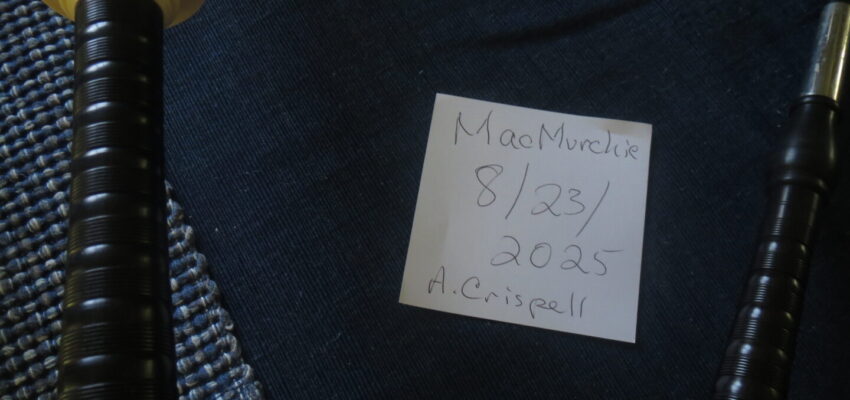 MacMurchie
8/23/
2025
A. Crispell